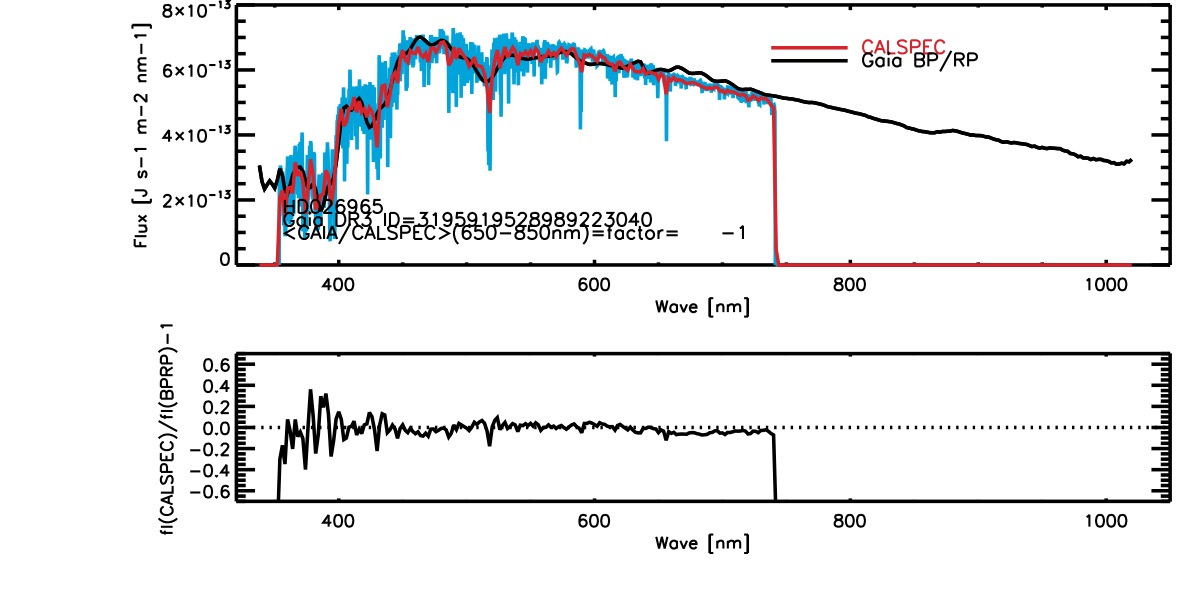 8×10−13
6×10−13
4×10−13
2×10−13
0
Flux [J s−1 m−2 nm−1]
CALSPEC
Gaia BP/RP
HD026965
Gaia DR3 ID=3195919528989223040
<GAIA/CALSPEC>(650−850nm)=factor= −1
400 600 800 1000
Wave [nm]
fl(CALSPEC)/fl(BPRP)−1
0.6
0.4
0.2
0.0
−0.2
−0.4
−0.6
400 600 800 1000
Wave [nm]